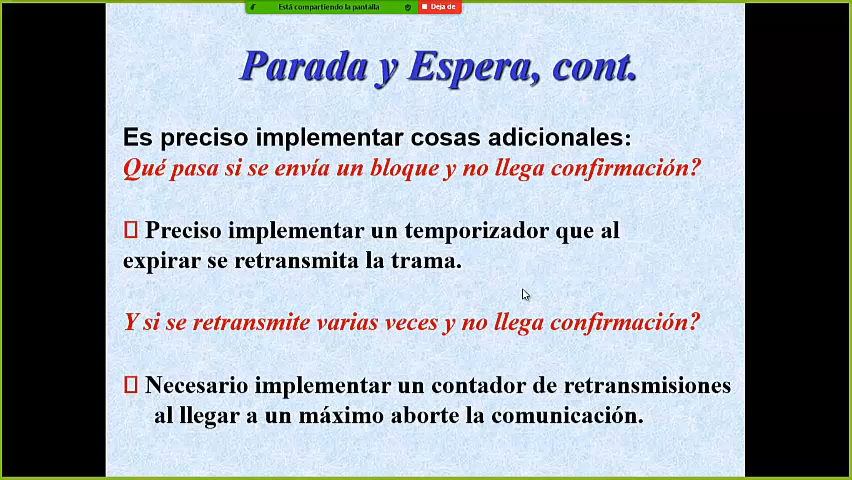 Está compartiendo la pantalla
Deja de
Parada y Espera, cont.
Es preciso implementar cosas adicionales:
Qué pasa si se envía un bloque y no llega confirmación?
Preciso implementar un temporizador que al
expirar se retransmita la trama.
Y si se retransmite varias veces y no llega confirmación?
Necesario implementar un contador de retransmisiones
al llegar a un máximo aborte la comunicación.